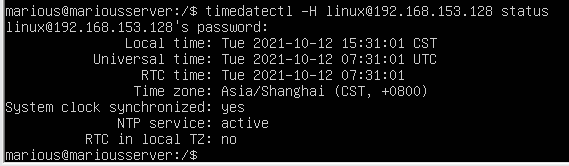 marious@mariousserver:/$ timedatectl -H linux@192.168.153.128 status
linux@192.168.153.128's password:
Local time: Tue 2021-10-12 15:31:01 CST
Universal time: Tue 2021-10-12 07:31:01 UTC
RTC time: Tue 2021-10-12 07:31:01
Time zone: Asia/Shanghai (CST, +0800)
System clock synchronized: yes
NTP service: active
RTC in local TZ: no
marious@mariousserver:/$